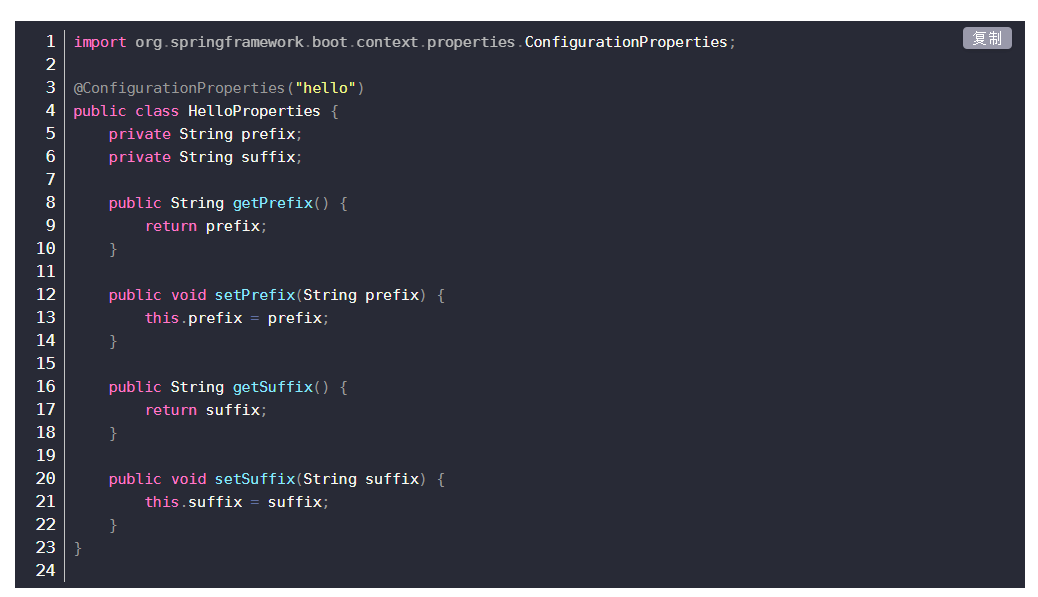 复制
1 import org.springframework.boot.context.properties.ConfigurationProperties;
2
3 @ConfigurationProperties("hello")
4 public class HelloProperties {
5     private String prefix;
6     private String suffix;
7
8     public String getPrefix() {
9         return prefix;
10     }
11
12     public void setPrefix(String prefix) {
13         this.prefix = prefix;
14     }
15
16     public String getSuffix() {
17         return suffix;
18     }
19
20     public void setSuffix(String suffix) {
21         this.suffix = suffix;
22     }
23 }
24